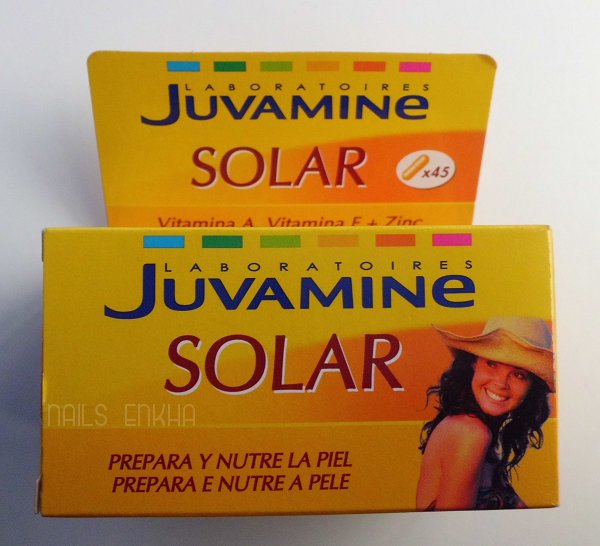 LABORATOIRES
JUVAMINE
SOLAR
x45
Vitamina A, Vitamina E + Zinc
LABORATOIRES
JUVAMINE
SOLAR
NAILS ENKHA
PREPARA Y NUTRE LA PIEL
PREPARA E NUTRE A PELE